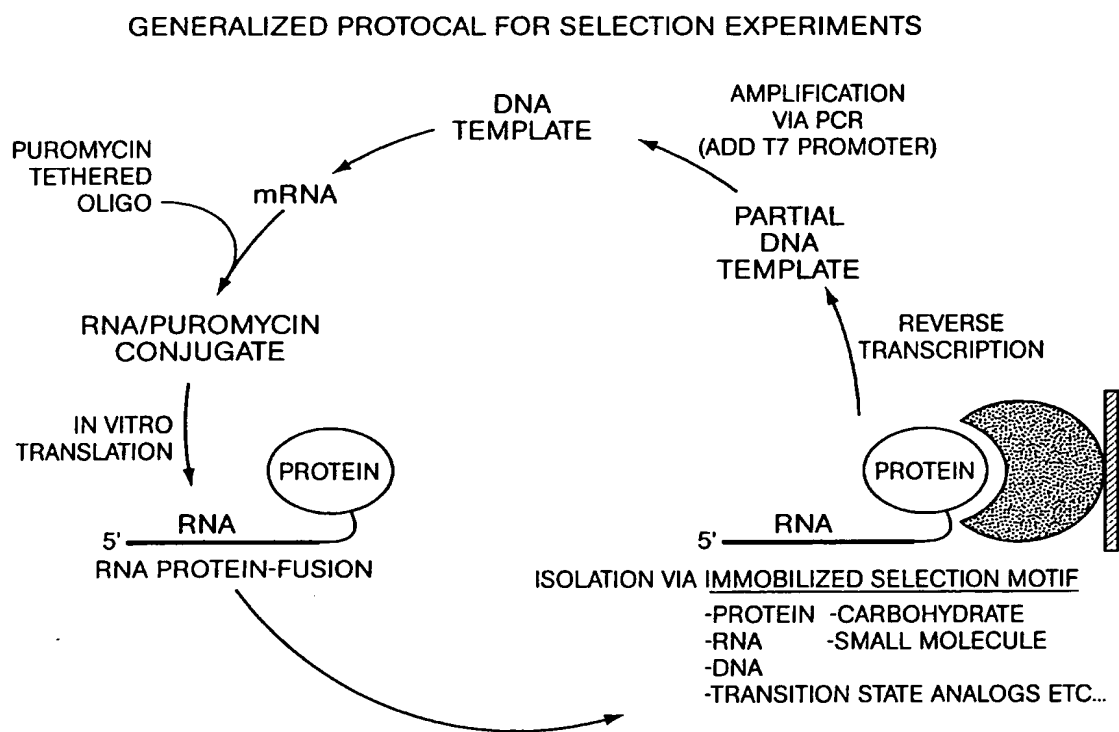 GENERALIZED PROTOCAL FOR SELECTION EXPERIMENTS
DNA
TEMPLATE
AMPLIFICATION
VIA PCR
(ADD T7 PROMOTER)
PUROMYCIN
TETHERED
OLIGO
mRNA
PARTIAL
DNA
TEMPLATE
RNA/PUROMYCIN
CONJUGATE
REVERSE
TRANSCRIPTION
IN VITRO
TRANSLATION
PROTEIN
RNA
5'
RNA PROTEIN-FUSION
PROTEIN
RNA
5'
ISOLATION VIA IMMOBILIZED SELECTION MOTIF
-PROTEIN -CARBOHYDRATE
-RNA -SMALL MOLECULE
-DNA
-TRANSITION STATE ANALOGS ETC...